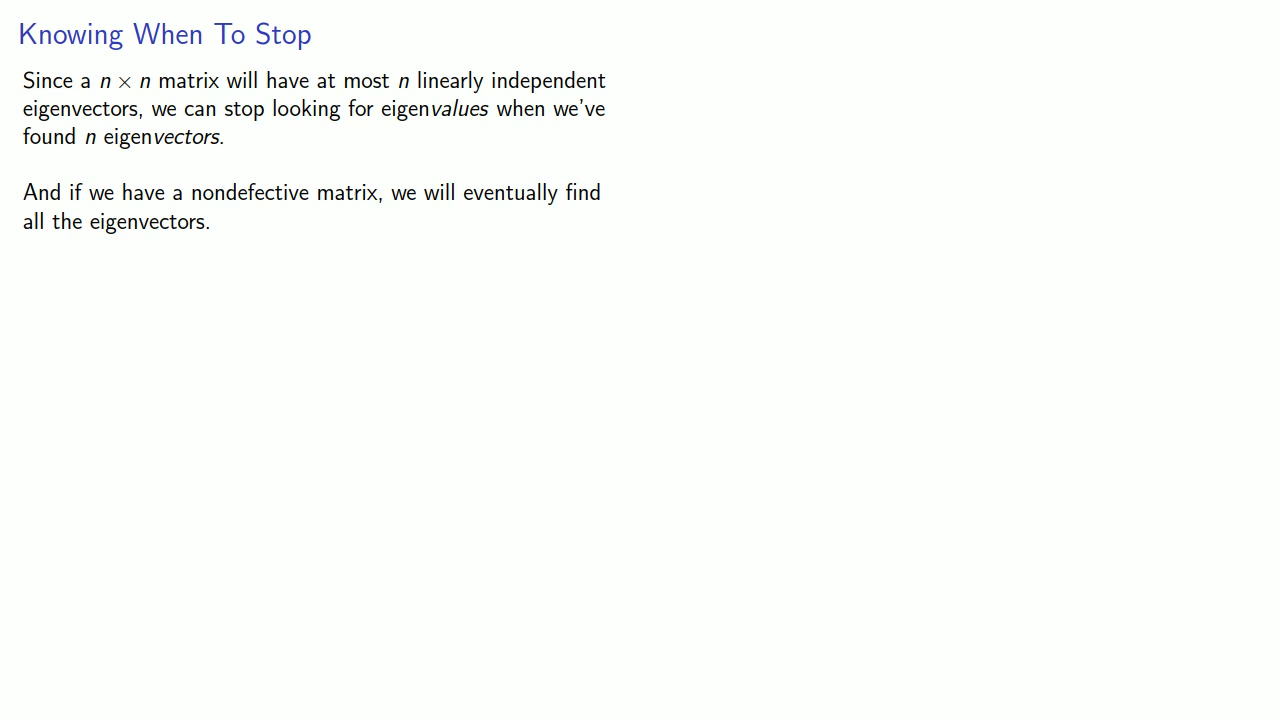 Knowing When To Stop
Since a n × n matrix will have at most n linearly independent
eigenvectors, we can stop looking for eigenvalues when we've
found n eigenvectors.
And if we have a nondefective matrix, we will eventually find
all the eigenvectors.